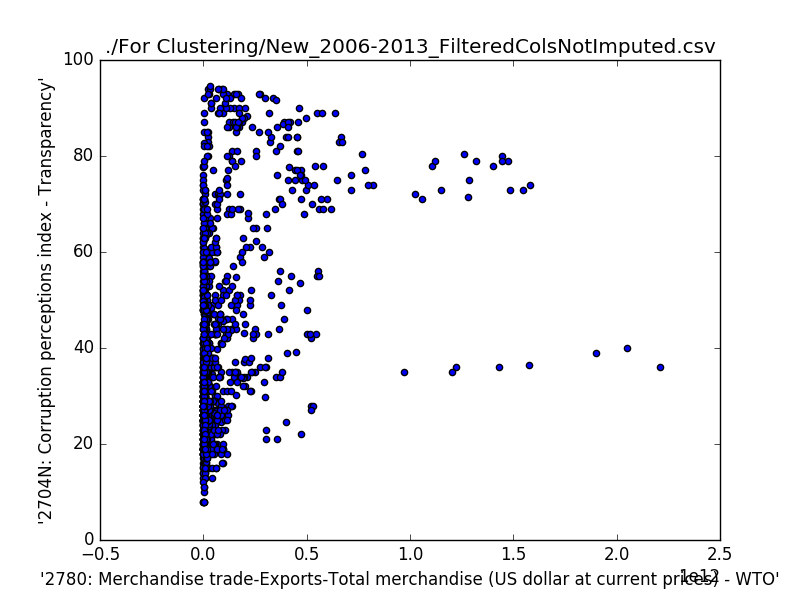 ./For Clustering/New_2006-2013_FilteredColsNotImputed.csv
100
80
60
40
20
0
'2704N: Corruption perceptions index - Transparency'
−0.5 0.0 0.5 1.0 1.5 2.0 2.5
1e12
'2780: Merchandise trade-Exports-Total merchandise (US dollar at current prices) - WTO'